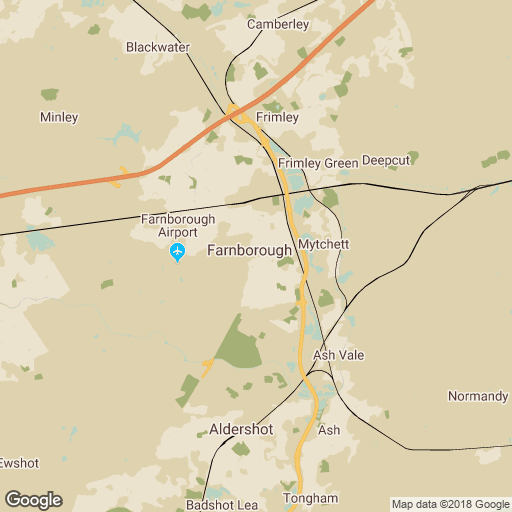 Camberley
Blackwater
Minley
Frimley
Frimley Green
Deepcut
Farnborough
Airport
Farnborough
Mytchett
Ash Vale
Normandy
Aldershot
Ash
Ewshot
Badshot Lea
Tongham
Google
Google
Map data ©2018 Google